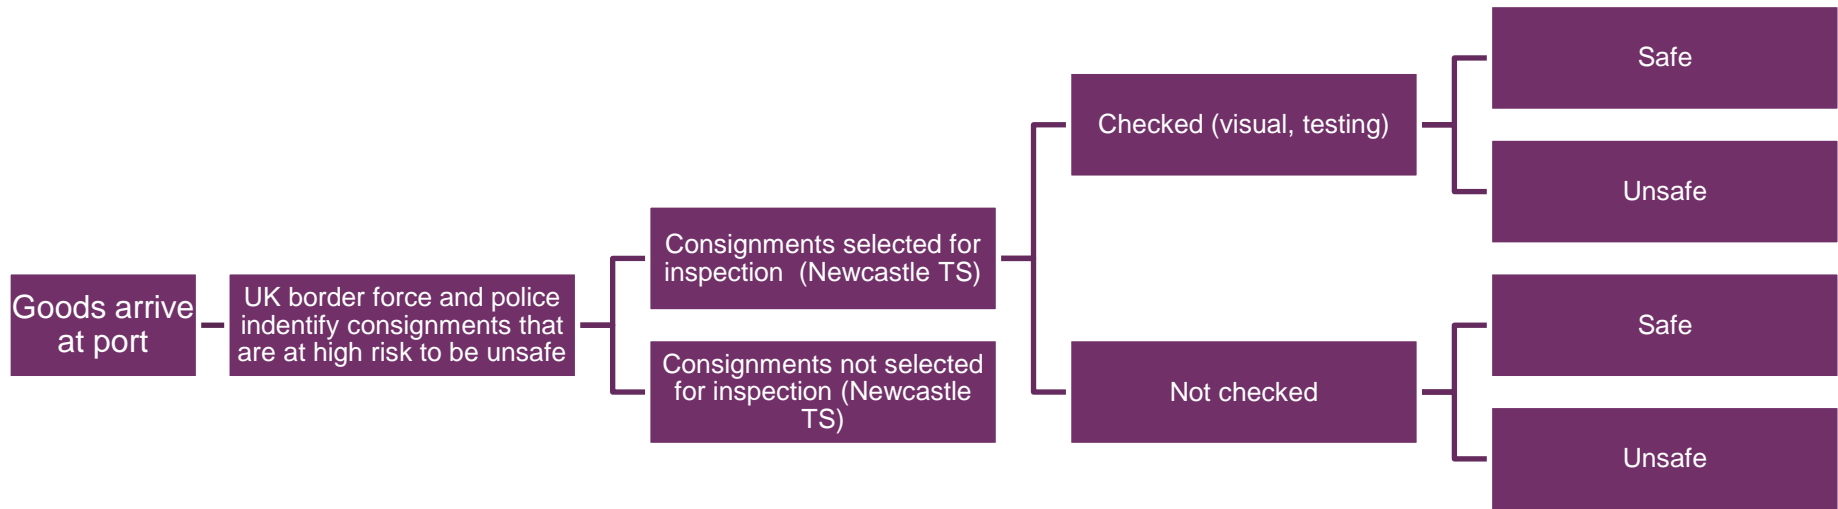 Goods arrive
at port
UK border force and police
indentify consignments that
are at high risk to be unsafe
Consignments selected for
inspection (Newcastle TS)
Consignments not selected
for inspection (Newcastle
TS)
Checked (visual, testing)
Not checked
Safe
Unsafe
Safe
Unsafe